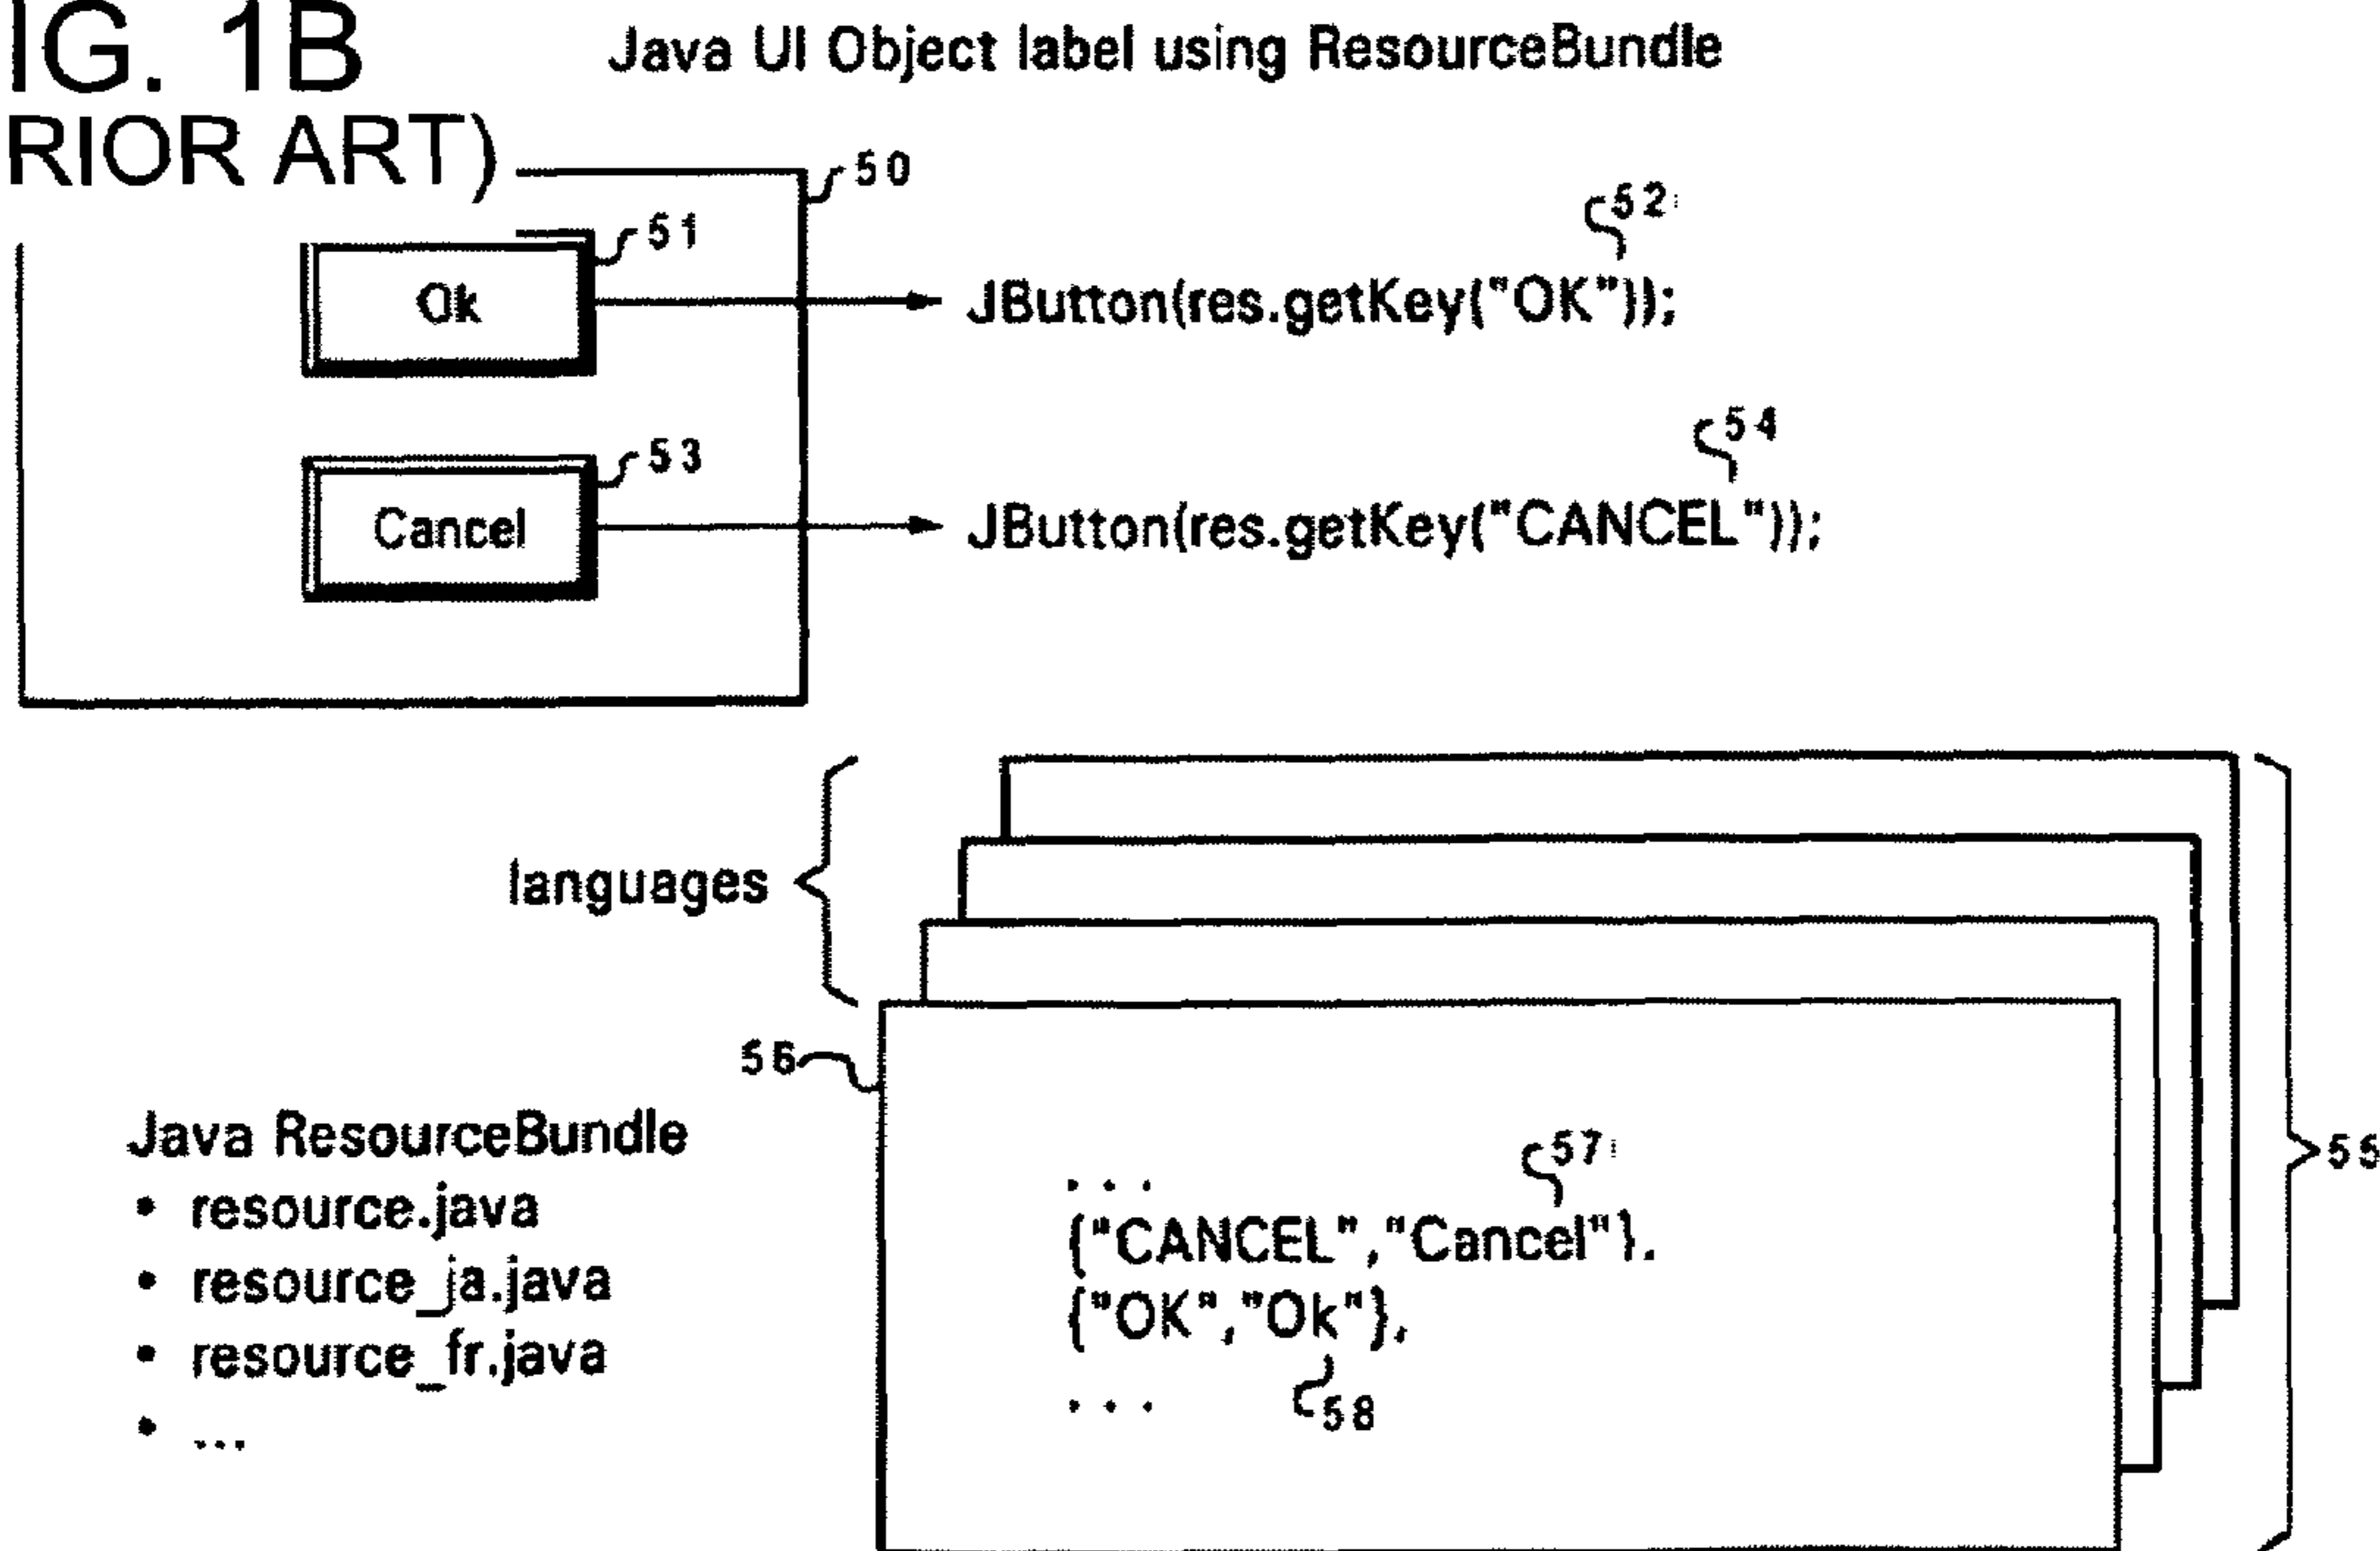 IG. 1B
RIOR ART)
Java UI Object label using ResourceBundle
50
51
52
Ok
JButton(res.getKey("OK"));
53
54
Cancel
JButton(res.getKey("CANCEL"));
languages
56
55
Java ResourceBundle
• resource.java
• resource_ja.java
• resource_fr.java
• ...
. . .
57
{"CANCEL","Cancel"}.
{"OK","Ok"},
. . .
58